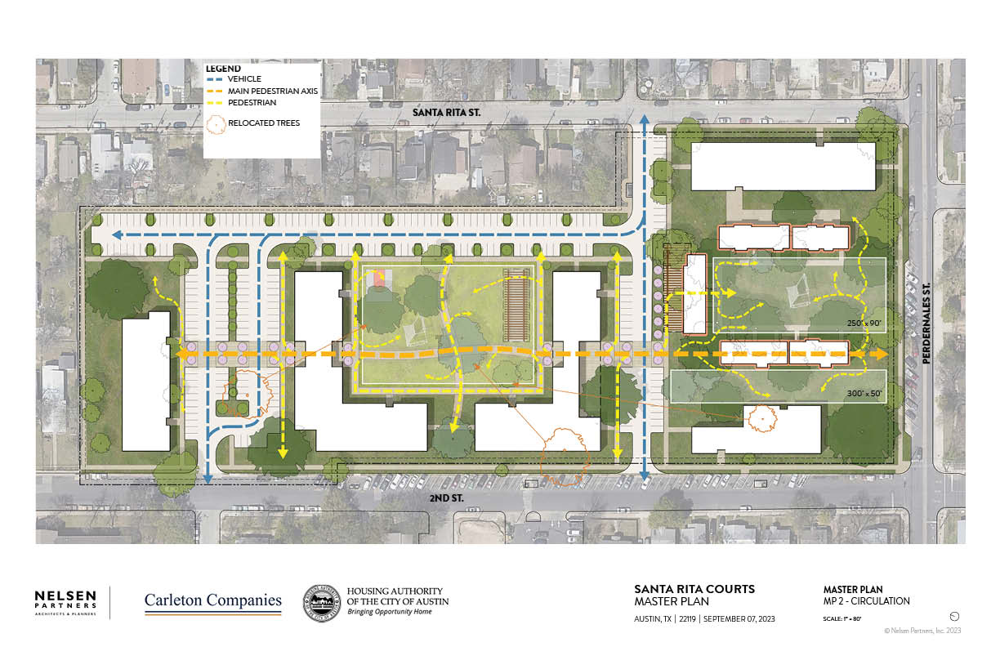 LEGEND
VEHICLE
MAIN PEDESTRIAN AXIS
PEDESTRIAN
RELOCATED TREES
SANTA RITA ST.
PERDERNALES ST.
250' x 90'
300' x 50'
2ND ST.
NELSEN
PARTNERS
ARCHITECTS & PLANNERS
Carleton Companies
HOUSING AUTHORITY
OF THE CITY OF AUSTIN
Bringing Opportunity Home
SANTA RITA COURTS
MASTER PLAN
AUSTIN, TX | 22119 | SEPTEMBER 07, 2023
MASTER PLAN
MP 2 - CIRCULATION
SCALE: 1" = 80'
© Nelsen Partners, Inc. 2023